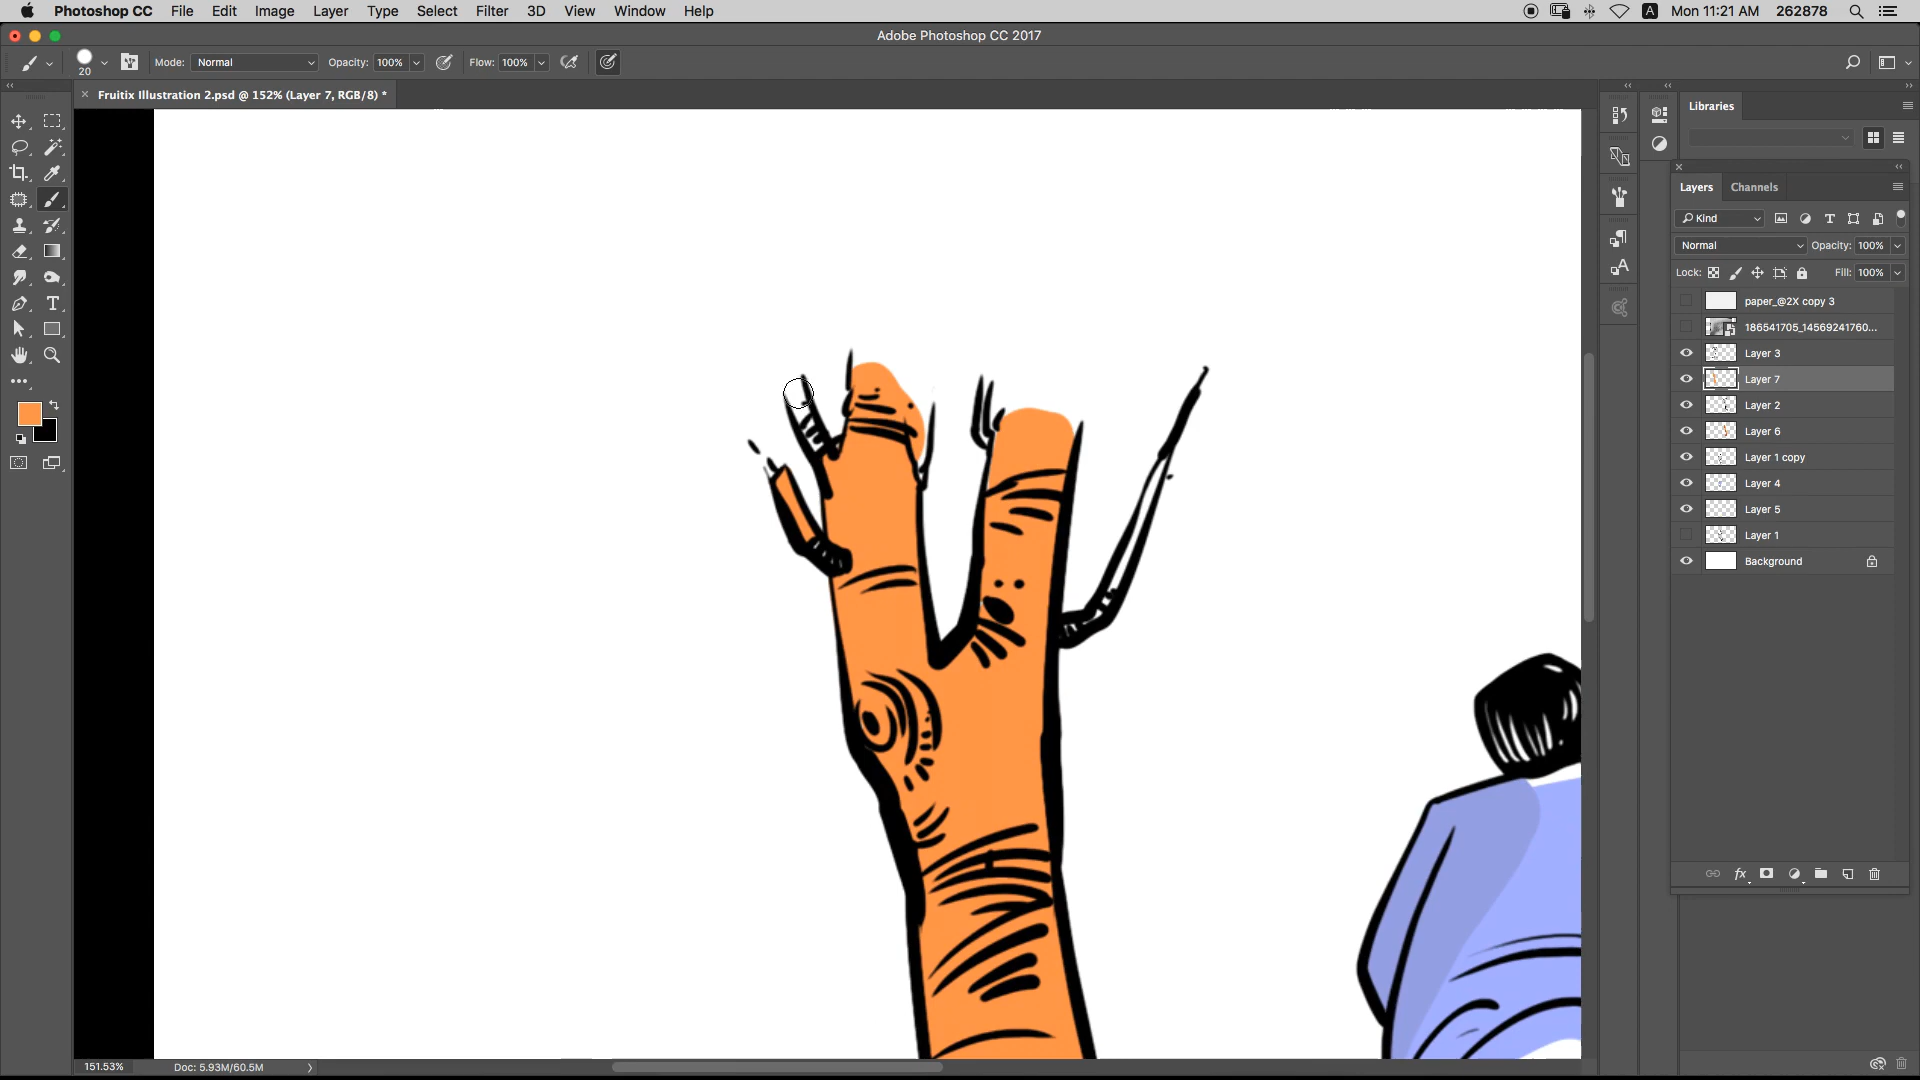 Photoshop CC File Edit Image Layer Type Select Filter 3D View Window Help A Mon 11:21 AM 262878
Adobe Photoshop CC 2017
20 Mode: Normal Opacity: 100% Flow: 100%
Fruitix Illustration 2.psd @ 152% (Layer 7, RGB/8) *
Libraries
Layers Channels
Kind
Normal Opacity: 100%
Lock: Fill: 100%
paper_@2X copy 3
186541705_14569241760...
Layer 3
Layer 7
Layer 2
Layer 6
Layer 1 copy
Layer 4
Layer 5
Layer 1
Background
fx
151.53% Doc: 5.93M/60.5M